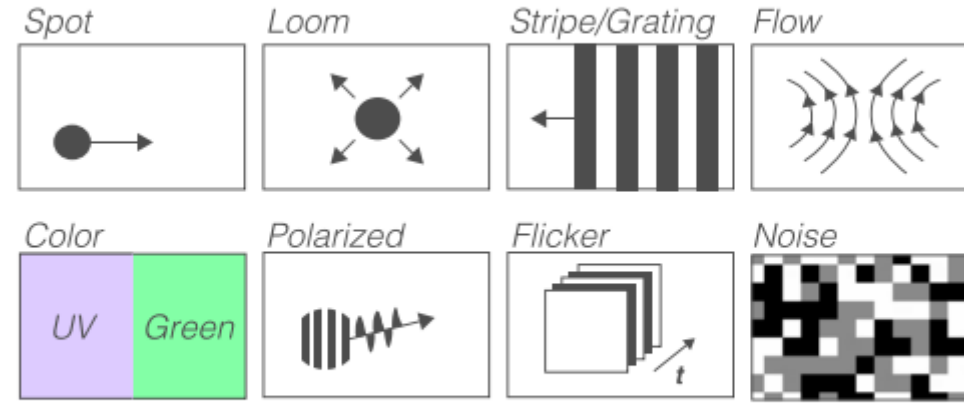 Spot
Loom
Stripe/Grating
Flow
Color
Polarized
Flicker
Noise
UV
Green
t